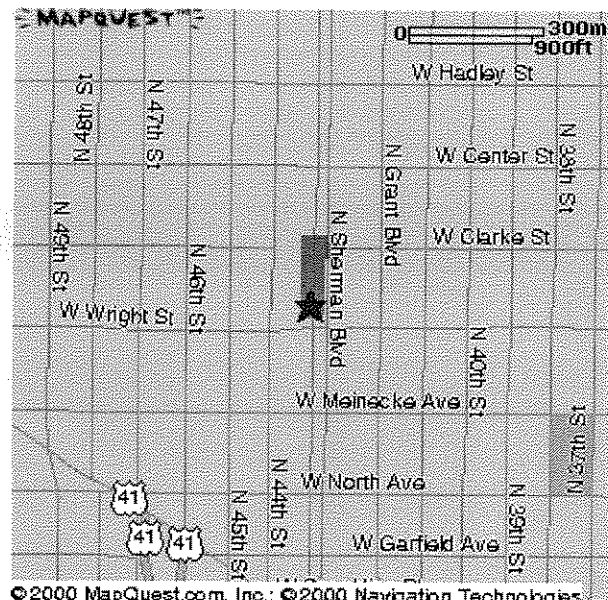 MAPQUEST™
0 300m
900ft
W Hadley St
N 48th St
N 47th St
W Center St
N 38th St
N Grant Blvd
N 49th St
N Sherman Blvd
W Clarke St
N 46th St
W Wright St
N 40th St
W Meinecke Ave
N 37th St
N 44th St
W North Ave
41
N 45th St
N 39th St
41
41
W Garfield Ave
©2000 MapQuest.com, Inc.; ©2000 Navigation Technologies